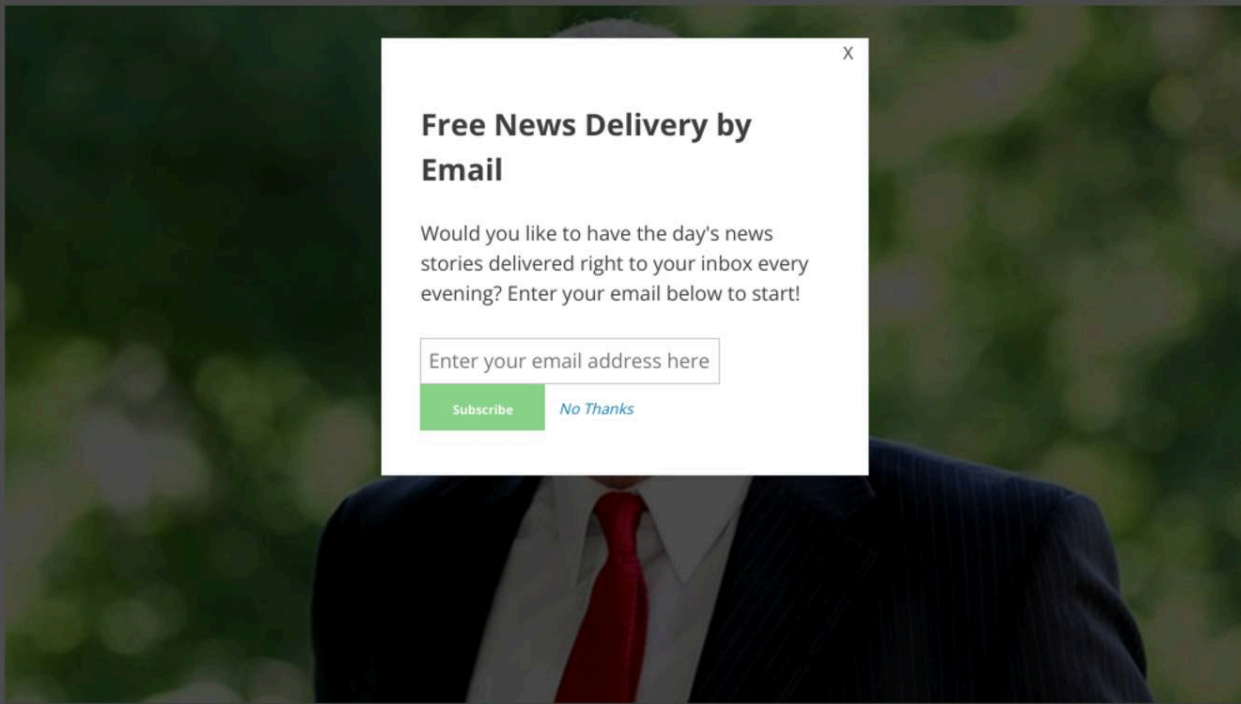 X
Free News Delivery by
Email
Would you like to have the day's news
stories delivered right to your inbox every
evening? Enter your email below to start!
Enter your email address here
Subscribe No Thanks